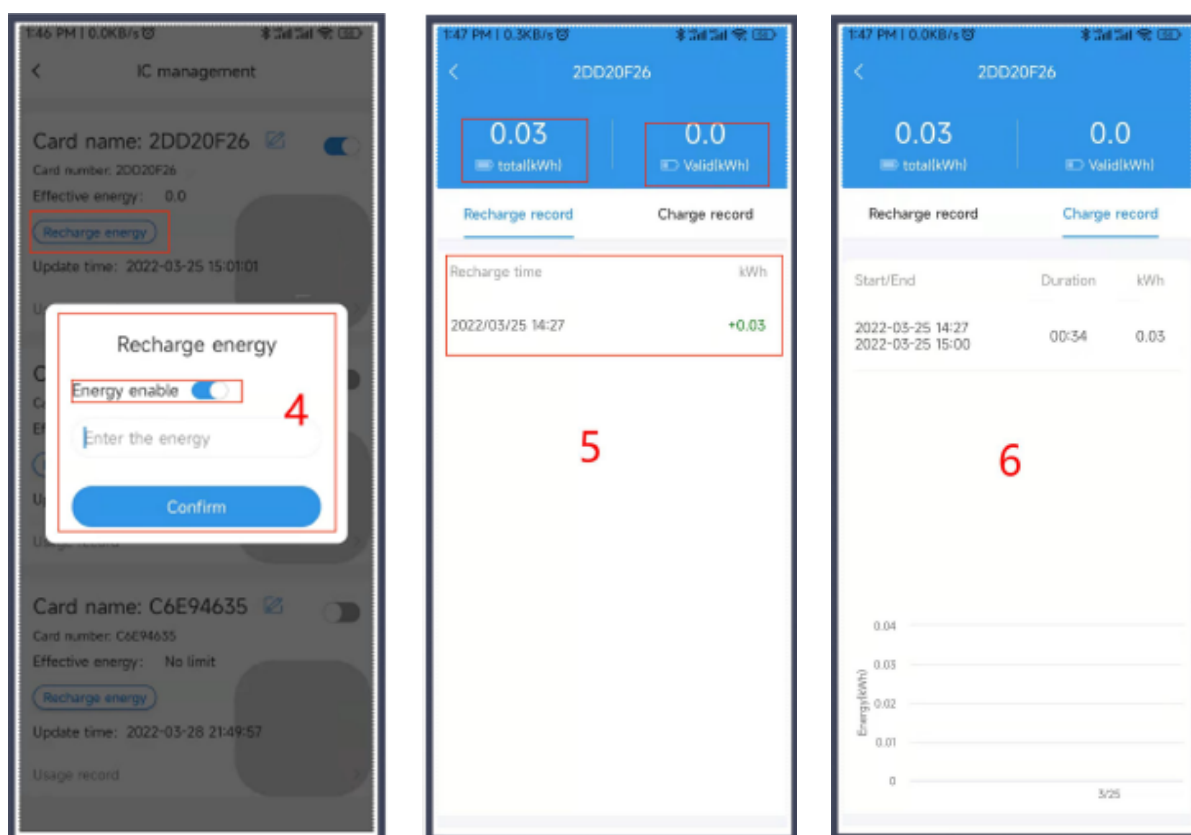 1:46 PM | 0.0KB/s
IC management
Card name: 2DD20F26
Card number: 2DD20F26
Effective energy: 0.0
Recharge energy
Update time: 2022-03-25 15:01:01
Recharge energy
Energy enable
4
Enter the energy
Confirm
Usage record
Card name: C6E94635
Card number: C6E94635
Effective energy: No limit
Recharge energy
Update time: 2022-03-28 21:49:57
Usage record
1:47 PM | 0.3KB/s
2DD20F26
0.03
total(kWh)
0.0
Valid(kWh)
Recharge record
Charge record
Recharge time kWh
2022/03/25 14:27 +0.03
5
1:47 PM | 0.0KB/s
2DD20F26
0.03
total(kWh)
0.0
Valid(kWh)
Recharge record
Charge record
Start/End Duration kWh
2022-03-25 14:27
2022-03-25 15:00
00:34 0.03
6
Energy(kWh)
0.04
0.03
0.02
0.01
0
3/25